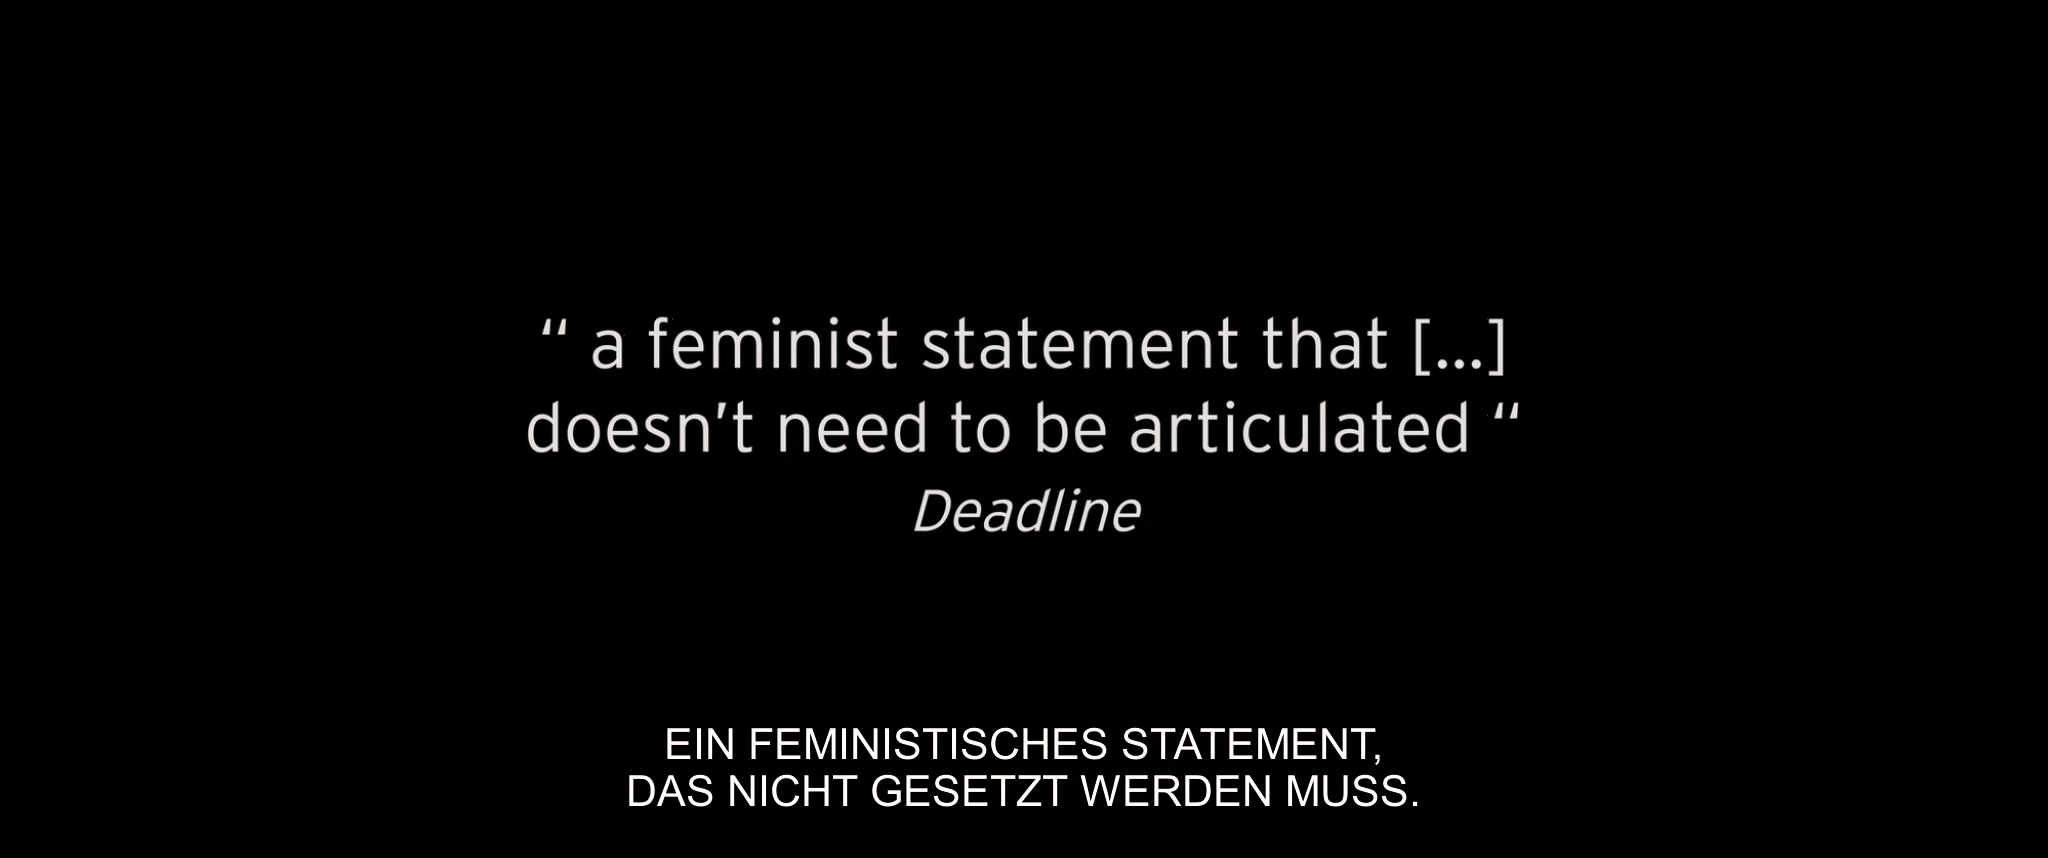 “ a feminist statement that [...]
doesn't need to be articulated “
Deadline
EIN FEMINISTISCHES STATEMENT,
DAS NICHT GESETZT WERDEN MUSS.